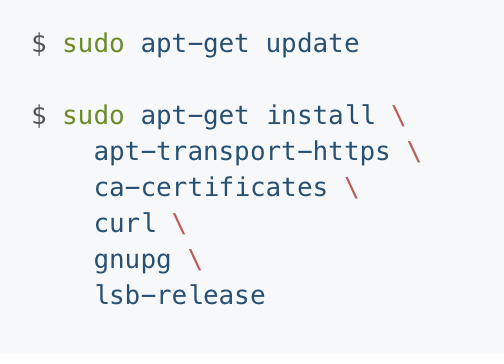 $ sudo apt-get update
$ sudo apt-get install \
apt-transport-https \
ca-certificates \
curl \
gnupg \
lsb-release